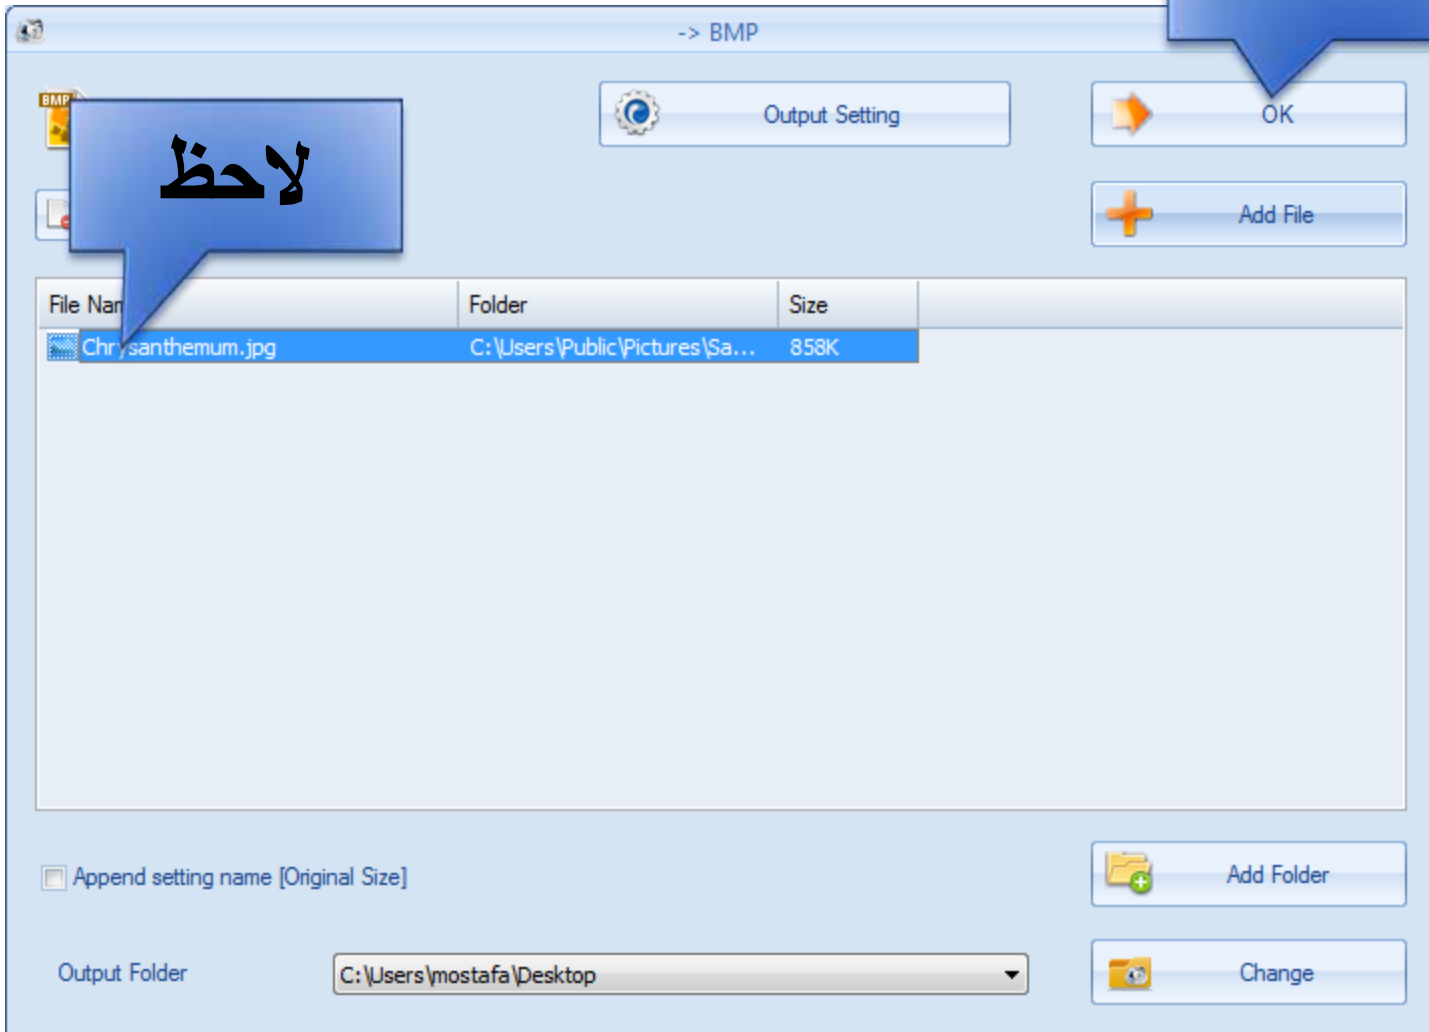 -> BMP
BMP
Output Setting
OK
لاحظ
Add File
File Nam
Folder
Size
Chrysanthemum.jpg
C:\Users\Public\Pictures\Sa...
858K
Append setting name [Original Size]
Add Folder
Output Folder
C:\Users\mostafa\Desktop
Change